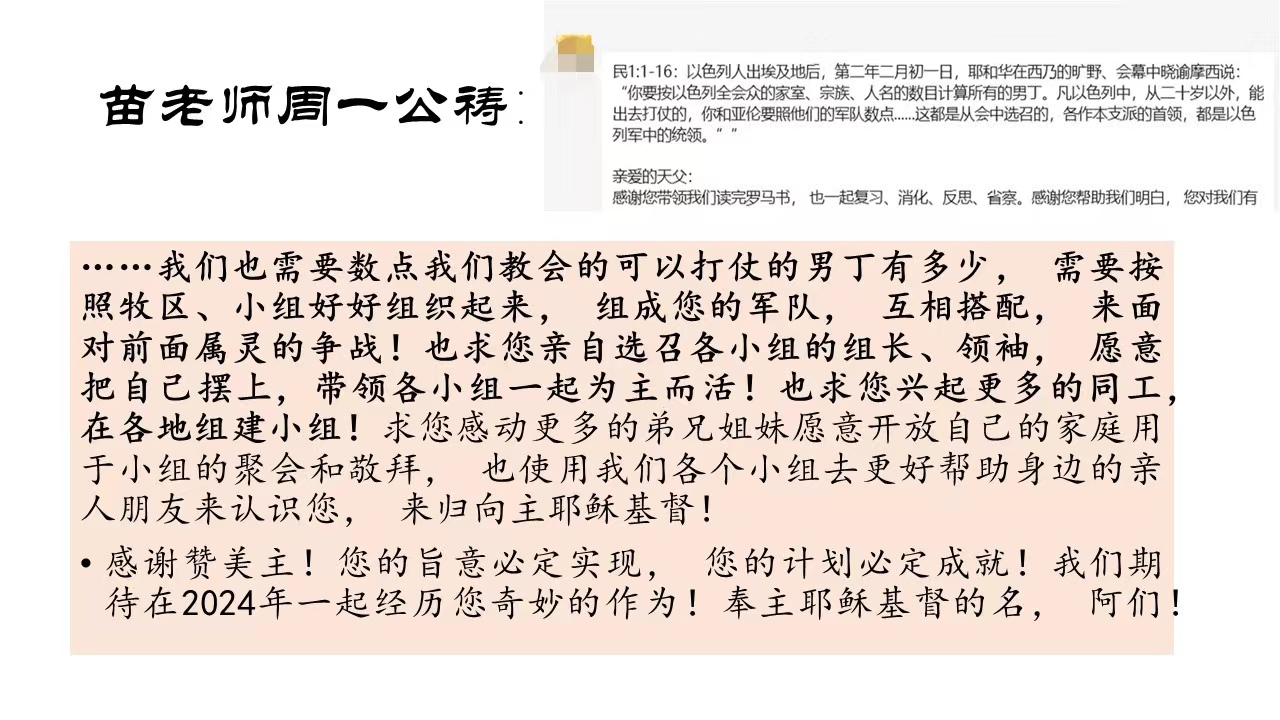 苗老师周一公祷：
民1:1-16：以色列人出埃及地后，第二年二月初一日，耶和华在西乃的旷野、会幕中晓谕摩西说：
“你要按以色列全会众的家室、宗族、人名的数目计算所有的男丁。凡以色列中，从二十岁以外，能
出去打仗的，你和亚伦要照他们的军队数点......这都是从会中选召的，各作本支派的首领，都是以色
列军中的统领。””
亲爱的天父：
感谢您带领我们读完罗马书， 也一起复习、消化、反思、省察。感谢您帮助我们明白， 您对我们有
……我们也需要数点我们教会的可以打仗的男丁有多少， 需要按
照牧区、小组好好组织起来， 组成您的军队， 互相搭配， 来面
对前面属灵的争战！也求您亲自选召各小组的组长、领袖， 愿意
把自己摆上，带领各小组一起为主而活！也求您兴起更多的同工，
在各地组建小组！求您感动更多的弟兄姐妹愿意开放自己的家庭用
于小组的聚会和敬拜， 也使用我们各个小组去更好帮助身边的亲
人朋友来认识您， 来归向主耶稣基督！
• 感谢赞美主！您的旨意必定实现， 您的计划必定成就！我们期
待在2024年一起经历您奇妙的作为！奉主耶稣基督的名， 阿们！